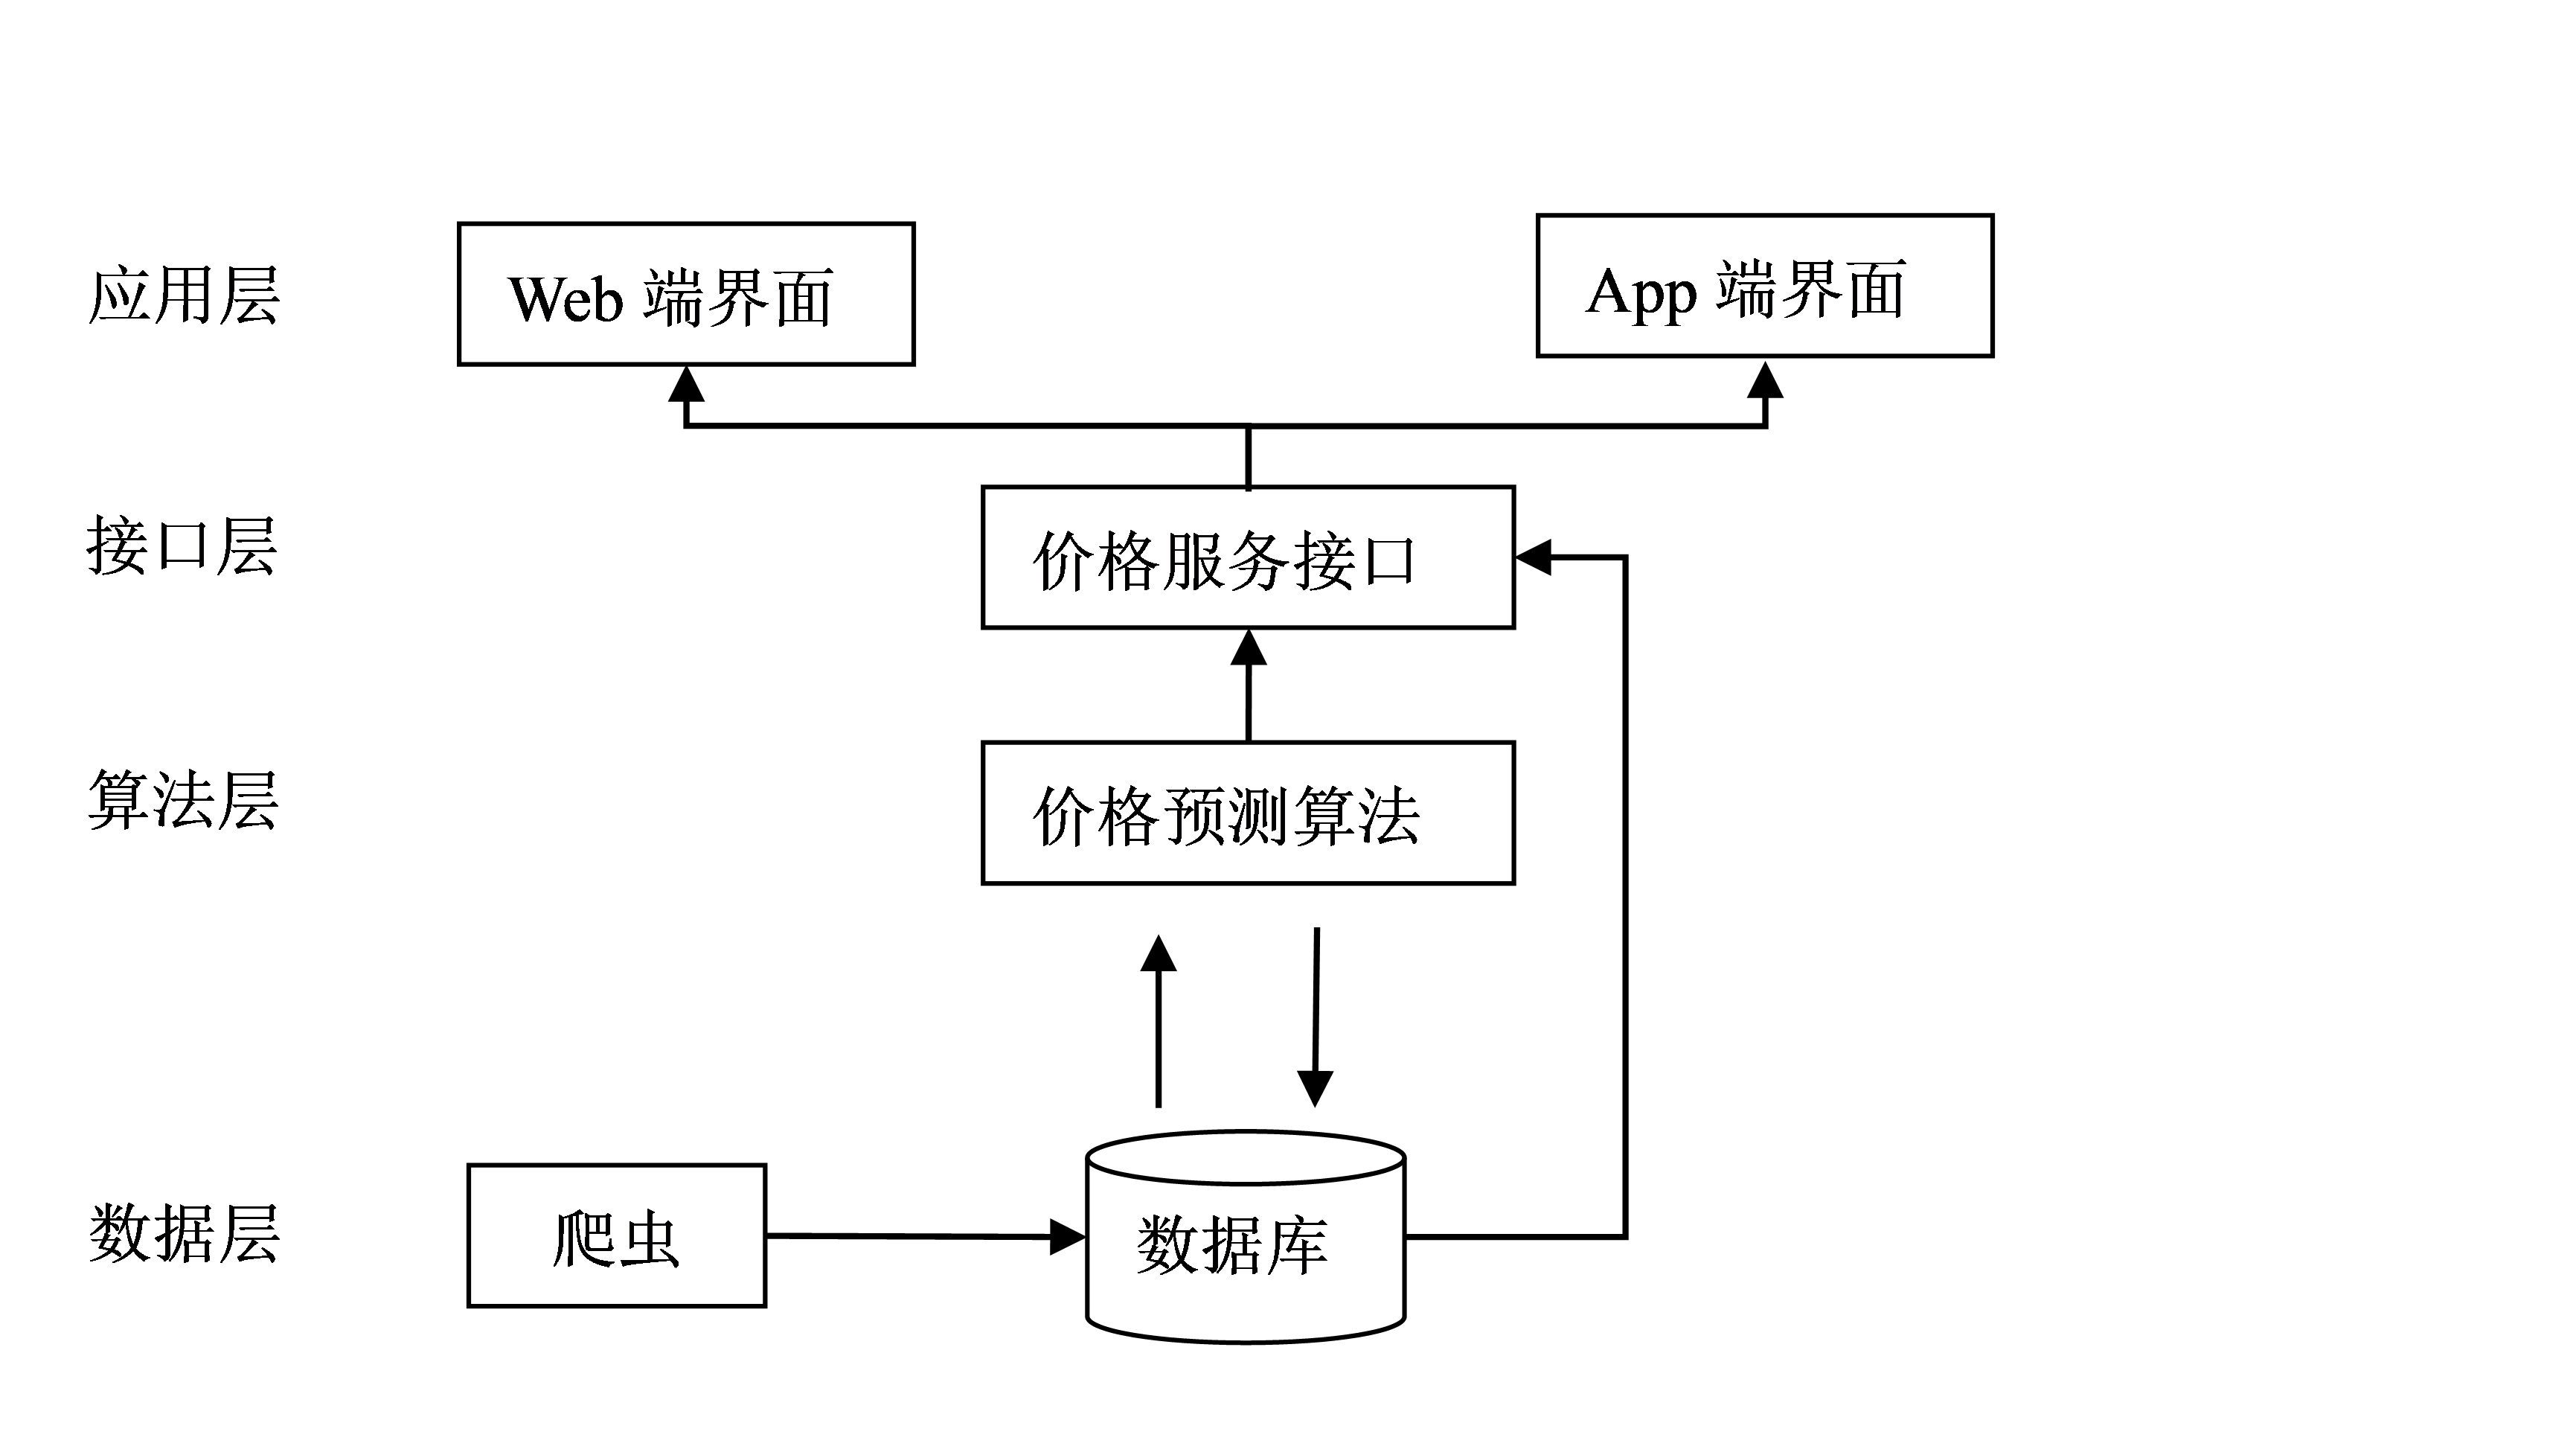 应用层
Web 端界面
App 端界面
接口层
价格服务接口
算法层
价格预测算法
数据层
爬虫
数据库